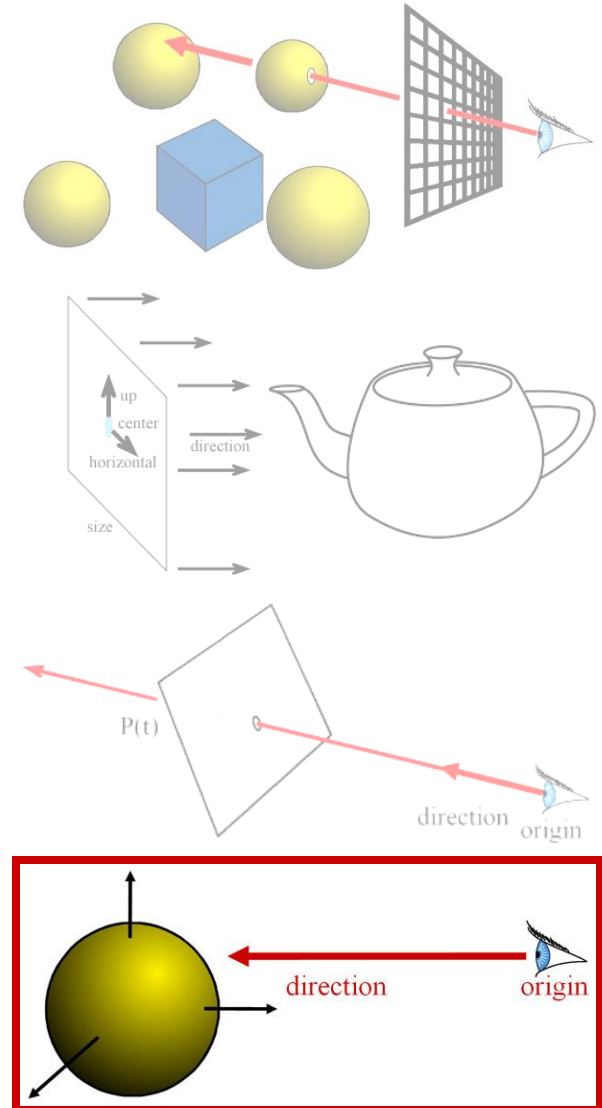 up
center
direction
horizontal
size
P(t)
direction
origin
direction
origin